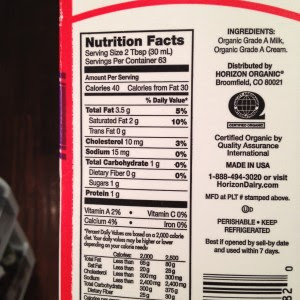 Nutrition Facts
Serving Size 2 Tbsp (30 mL)
Servings Per Container 63
Amount Per Serving
Calories 40 Calories from Fat 30
% Daily Value*
Total Fat 3.5 g 5%
Saturated Fat 2 g 10%
Trans Fat 0 g
Cholesterol 10 mg 3%
Sodium 15 mg 0%
Total Carbohydrate 1 g 0%
Dietary Fiber 0 g 0%
Sugars 1 g
Protein 1 g
Vitamin A 2% • Vitamin C 0%
Calcium 4% • Iron 0%
*Percent Daily Values are based on a 2,000 calorie
diet. Your daily values may be higher or lower
depending on your calorie needs:
Calories: 2,000 2,500
Total Fat Less than 65g 80g
Sat Fat Less than 20g 25g
Cholesterol Less than 300mg 300mg
Sodium Less than 2,400mg 2,400mg
Total Carbohydrate 300g 375g
Dietary Fiber 25g 30g
INGREDIENTS:
Organic Grade A Milk,
Organic Grade A Cream.
Distributed by
HORIZON ORGANIC®
Broomfield, CO 80021
CERTIFIED ORGANIC
Certified Organic by
Quality Assurance
International
MADE IN USA
1-888-494-3020 or visit
HorizonDairy.com
MFG at PLT # stamped above.
D
PERISHABLE • KEEP
REFRIGERATED
Best if opened by sell-by date
and used within 7 days.